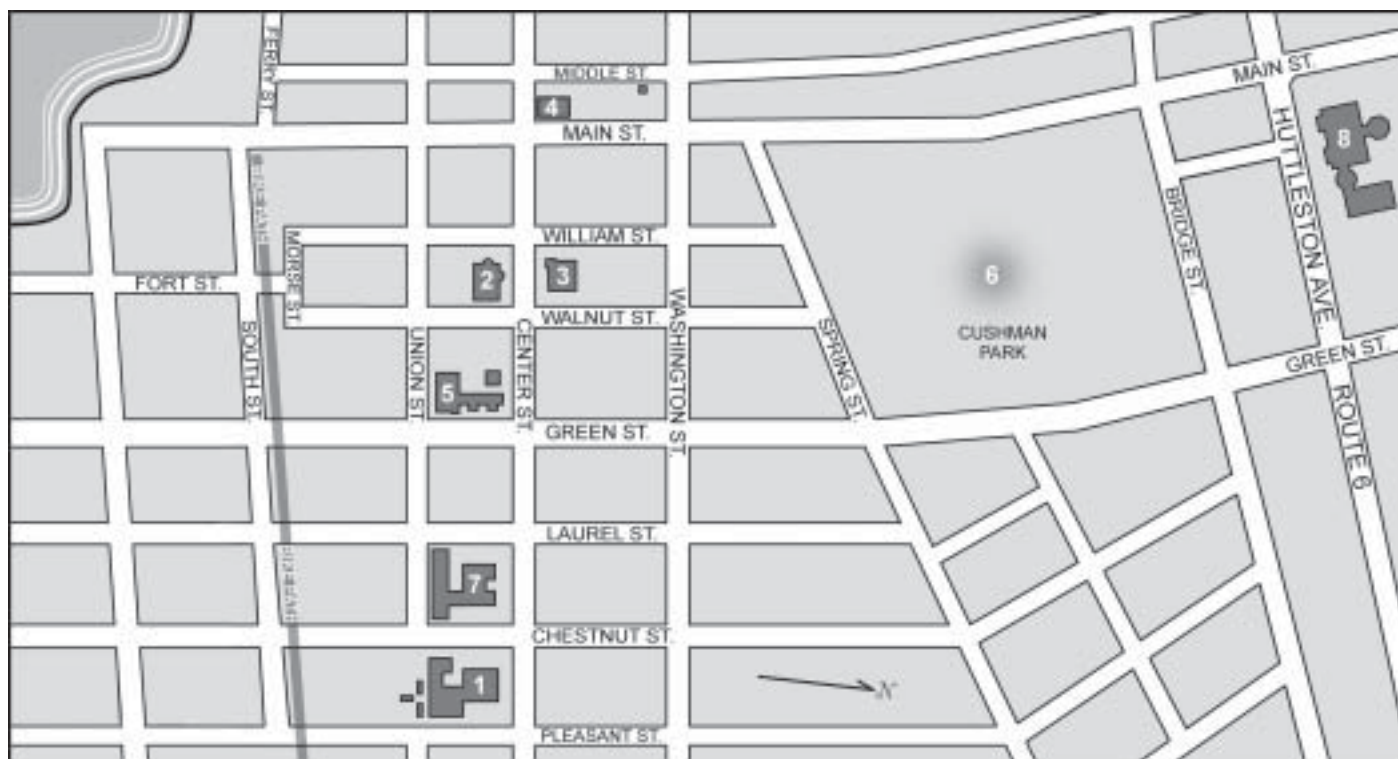 FERRY ST.
MIDDLE ST.
4
MAIN ST.
MAIN ST.
8
HUTTLESTON AVE.
WILLIAM ST.
MORSE ST.
BRIDGE ST.
2
3
6
FORT ST.
WASHINGTON ST.
WALNUT ST.
SOUTH ST.
UNION ST.
CENTER ST.
SPRING ST.
CUSHMAN
PARK
GREEN ST.
5
ROUTE 6
GREEN ST.
LAUREL ST.
7
CHESTNUT ST.
1
N
PLEASANT ST.